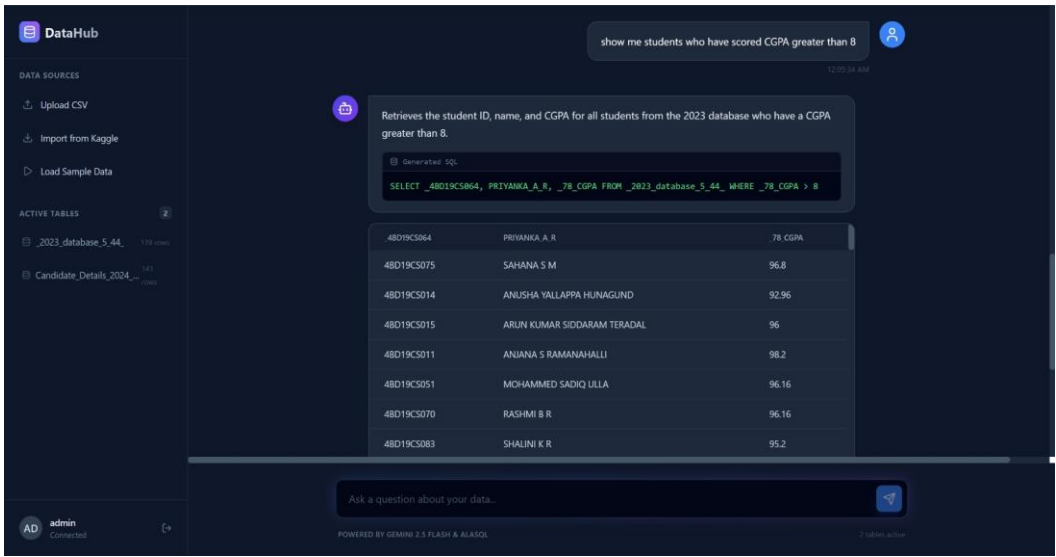 DataHub
DATA SOURCES
Upload CSV
Import from Kaggle
Load Sample Data
ACTIVE TABLES 2
_2023_database_5_44_ 139 rows
Candidate_Details_2024_... 141
rows
show me students who have scored CGPA greater than 8
12:05:34 AM
Retrieves the student ID, name, and CGPA for all students from the 2023 database who have a CGPA
greater than 8.
Generated SQL
SELECT _4BD19CS064, PRIYANKA_A_R, _78_CGPA FROM _2023_database_5_44_ WHERE _78_CGPA > 8
_4BD19CS064 PRIYANKA_A_R _78_CGPA
4BD19CS075 SAHANA S M 96.8
4BD19CS014 ANUSHA YALLAPPA HUNAGUND 92.96
4BD19CS015 ARUN KUMAR SIDDARAM TERADAL 96
4BD19CS011 ANJANA S RAMANAHALLI 98.2
4BD19CS051 MOHAMMED SADIQ ULLA 96.16
4BD19CS070 RASHMI B R 96.16
4BD19CS083 SHALINI K R 95.2
Ask a question about your data...
POWERED BY GEMINI 2.5 FLASH & ALASQL 2 tables active
AD admin
Connected